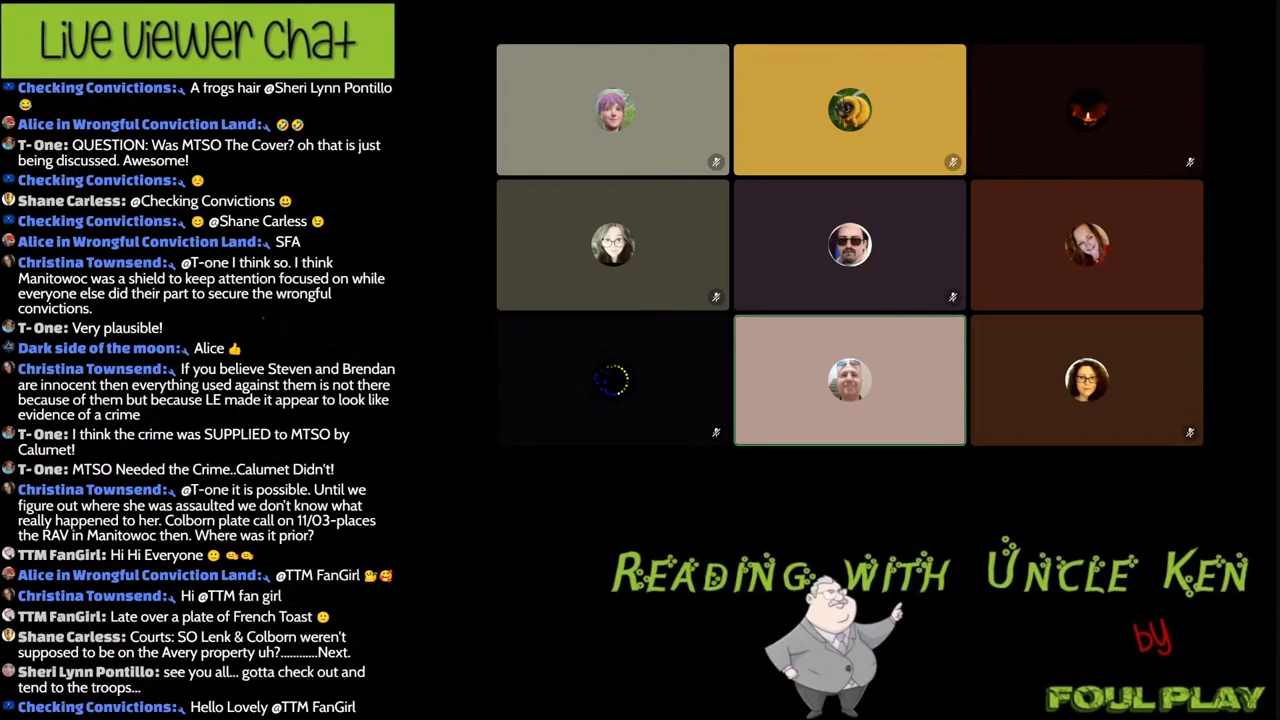 Live Viewer Chat
Checking Convictions: A frogs hair @Sheri Lynn Pontillo
😂
Alice in Wrongful Conviction Land: 🤣🤣
T- One: QUESTION: Was MTSO The Cover? oh that is just
being discussed. Awesome!
Checking Convictions: ☺️
Shane Carless: @Checking Convictions 😃
Checking Convictions: 😊 @Shane Carless 😉
Alice in Wrongful Conviction Land: SFA
Christina Townsend: @T-one I think so. I think
Manitowoc was a shield to keep attention focused on while
everyone else did their part to secure the wrongful
convictions.
T- One: Very plausible!
Dark side of the moon: Alice 👍
Christina Townsend: If you believe Steven and Brendan
are innocent then everything used against them is not there
because of them but because LE made it appear to look like
evidence of a crime
T- One: I think the crime was SUPPLIED to MTSO by
Calumet!
T- One: MTSO Needed the Crime..Calumet Didn't!
Christina Townsend: @T-one it is possible. Until we
figure out where she was assaulted we don't know what
really happened to her. Colborn plate call on 11/03-places
the RAV in Manitowoc then. Where was it prior?
TTM FanGirl: Hi Hi Everyone 🙂
Alice in Wrongful Conviction Land: @TTM FanGirl 🥰
Christina Townsend: Hi @TTM fan girl
TTM FanGirl: Late over a plate of French Toast 🙂
Shane Carless: Courts: SO Lenk & Colborn weren't
supposed to be on the Avery property uh?............Next.
Sheri Lynn Pontillo: see you all... gotta check out and
tend to the troops...
Checking Convictions: Hello Lovely @TTM FanGirl
Reading with Uncle Ken
by
FOUL PLAY